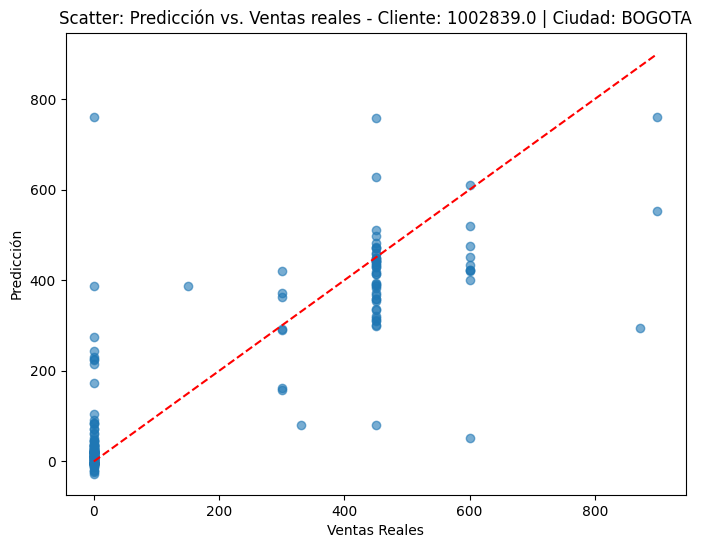 Scatter: Predicción vs. Ventas reales - Cliente: 1002839.0 | Ciudad: BOGOTA
800
600
400
200
0
Predicción
0 200 400 600 800
Ventas Reales